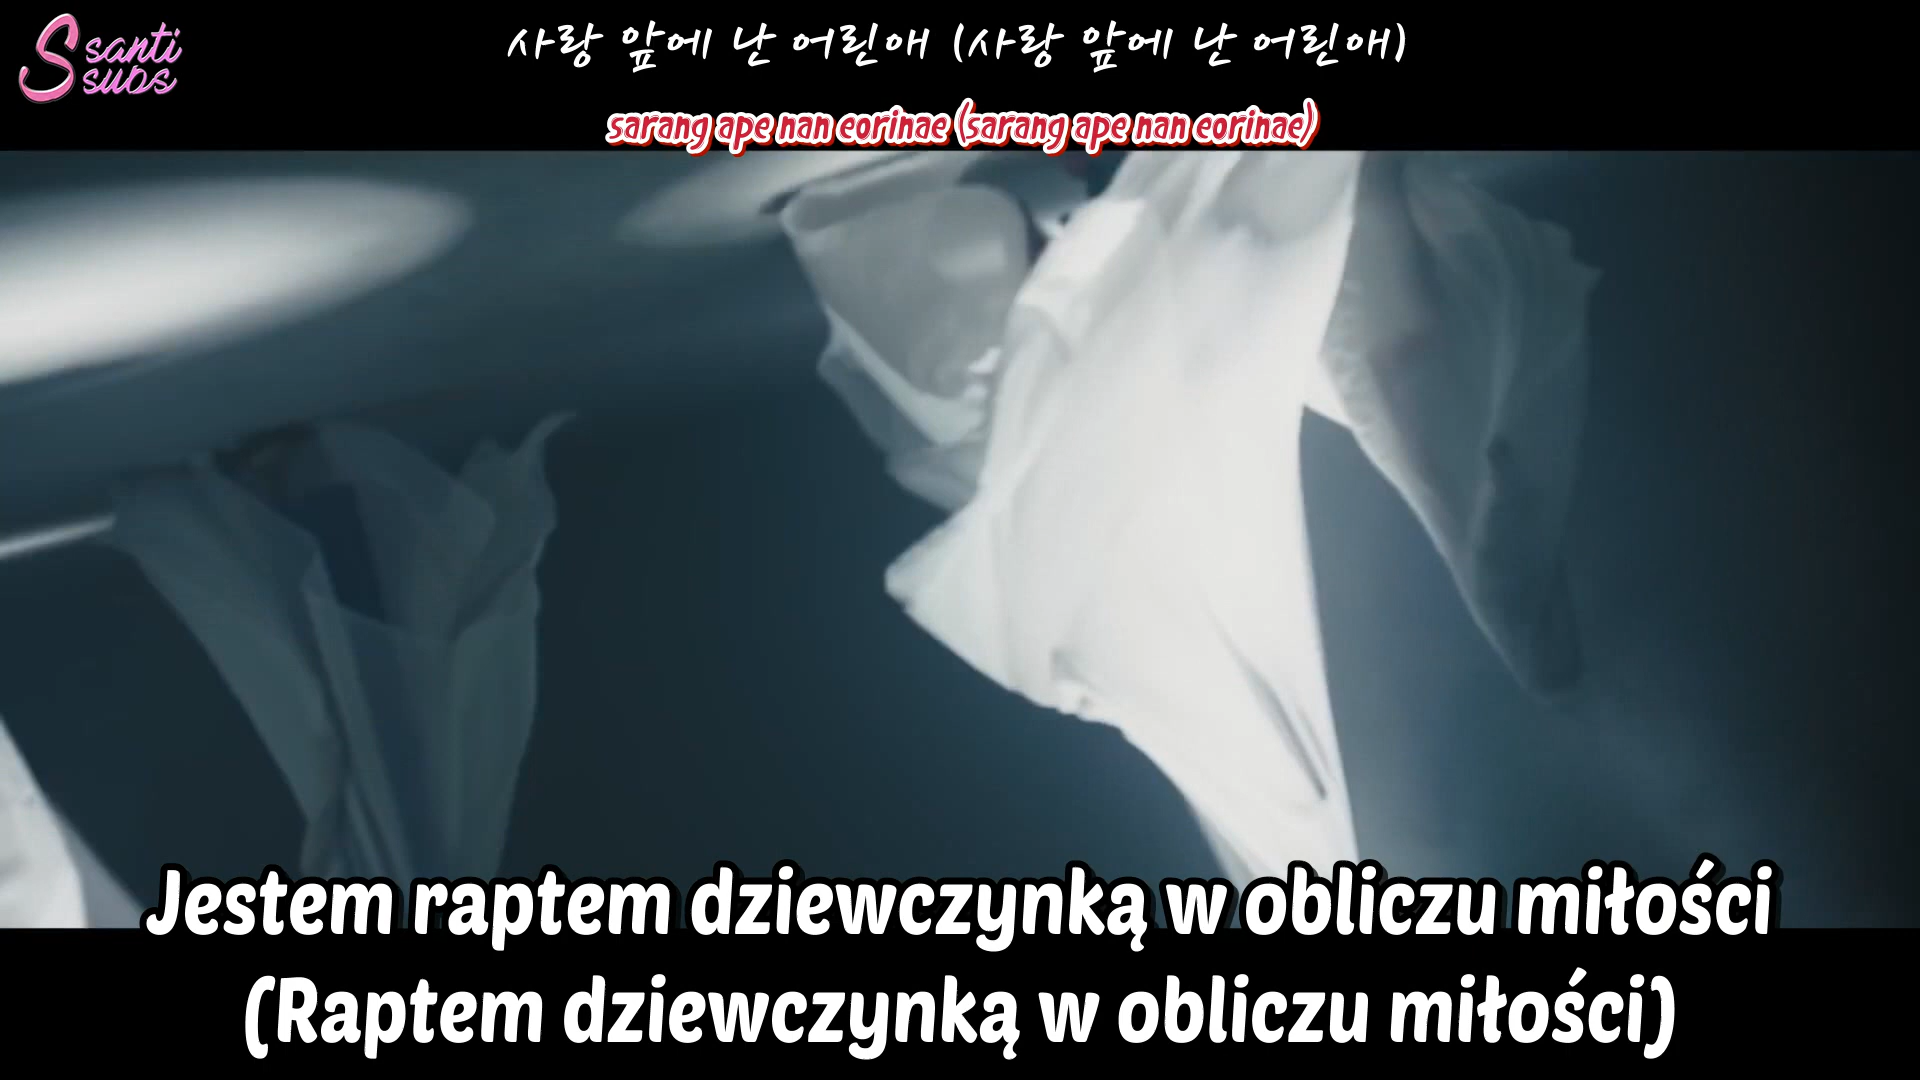 Ssanti
subs
사랑 앞에 난 어린애 (사랑 앞에 난 어린애)
sarang ape nan eorinae (sarang ape nan eorinae)
Jestem raptem dziewczynką w obliczu miłości
(Raptem dziewczynką w obliczu miłości)